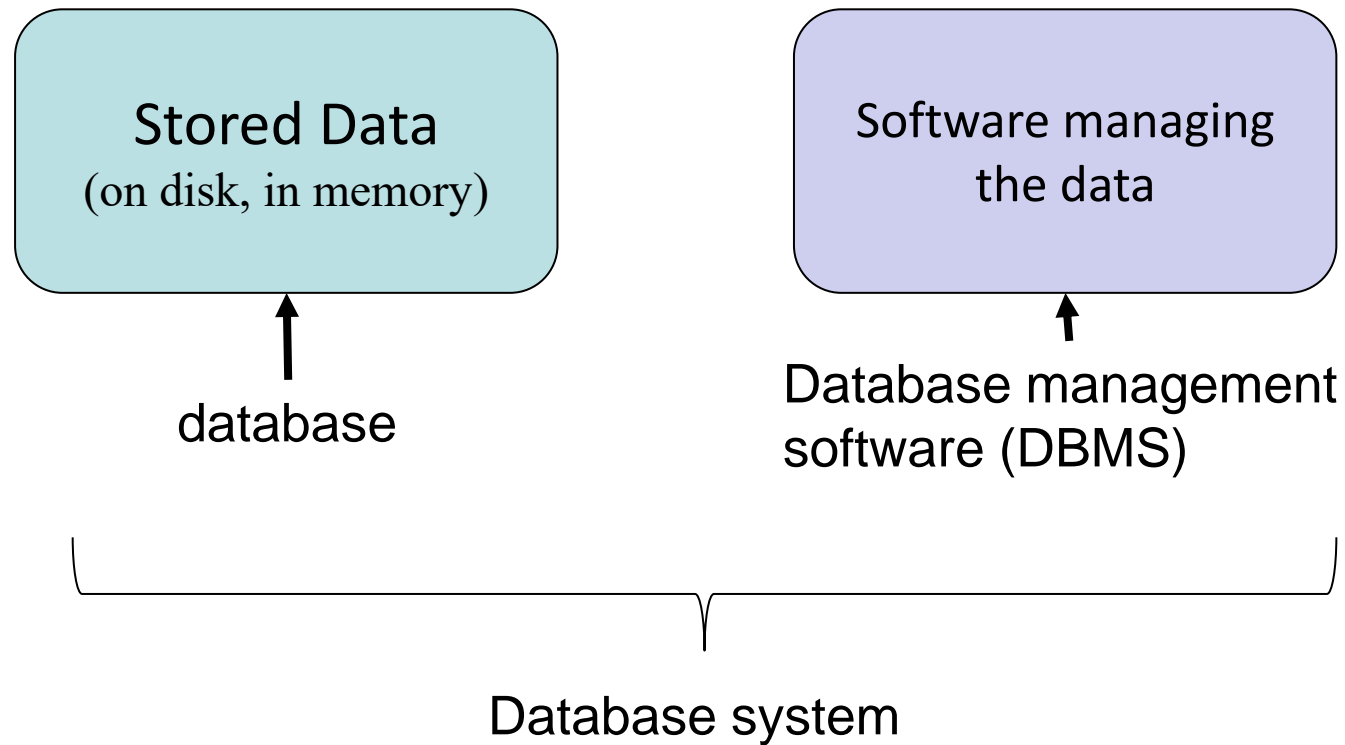 Stored Data
(on disk, in memory)
Software managing
the data
database
Database management
software (DBMS)
Database system